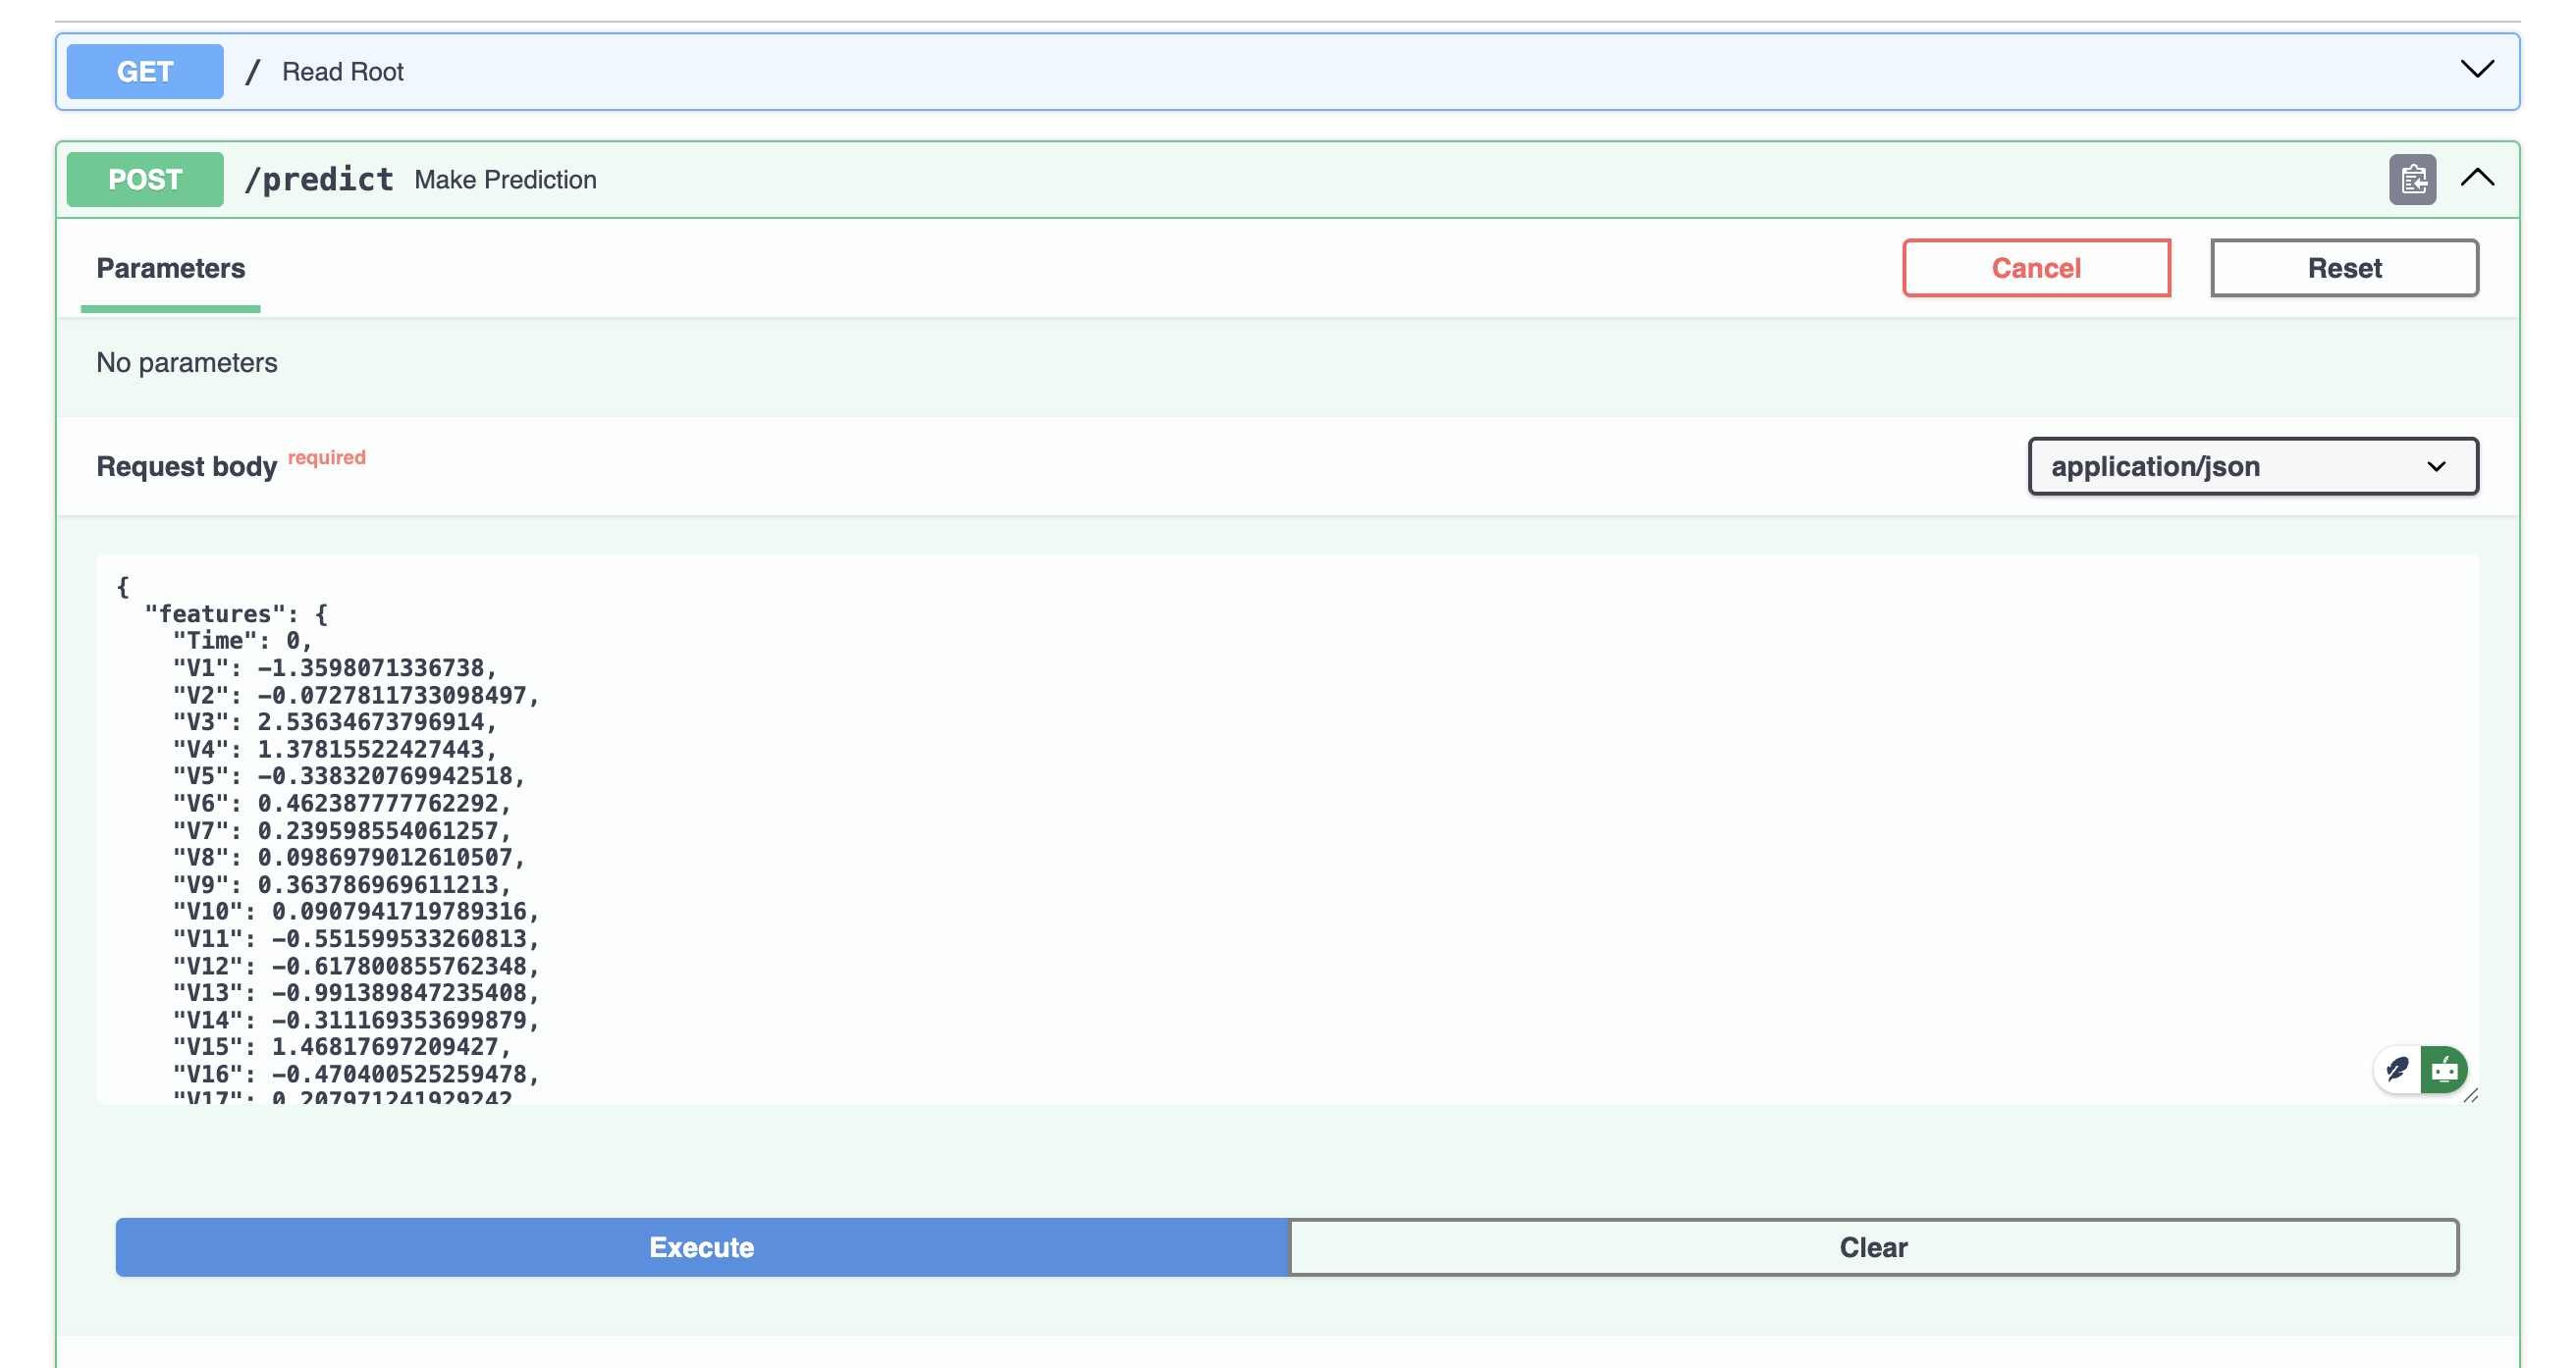 GET / Read Root
POST /predict Make Prediction
Parameters
Cancel Reset
No parameters
Request body required
application/json
{
  "features": {
    "Time": 0,
    "V1": -1.3598071336738,
    "V2": -0.0727811733098497,
    "V3": 2.53634673796914,
    "V4": 1.37815522427443,
    "V5": -0.338320769942518,
    "V6": 0.462387777762292,
    "V7": 0.239598554061257,
    "V8": 0.0986979012610507,
    "V9": 0.363786969611213,
    "V10": 0.0907941719789316,
    "V11": -0.551599533260813,
    "V12": -0.617800855762348,
    "V13": -0.991389847235408,
    "V14": -0.311169353699879,
    "V15": 1.46817697209427,
    "V16": -0.470400525259478,
    "V17": 0.207971241929242
Execute Clear